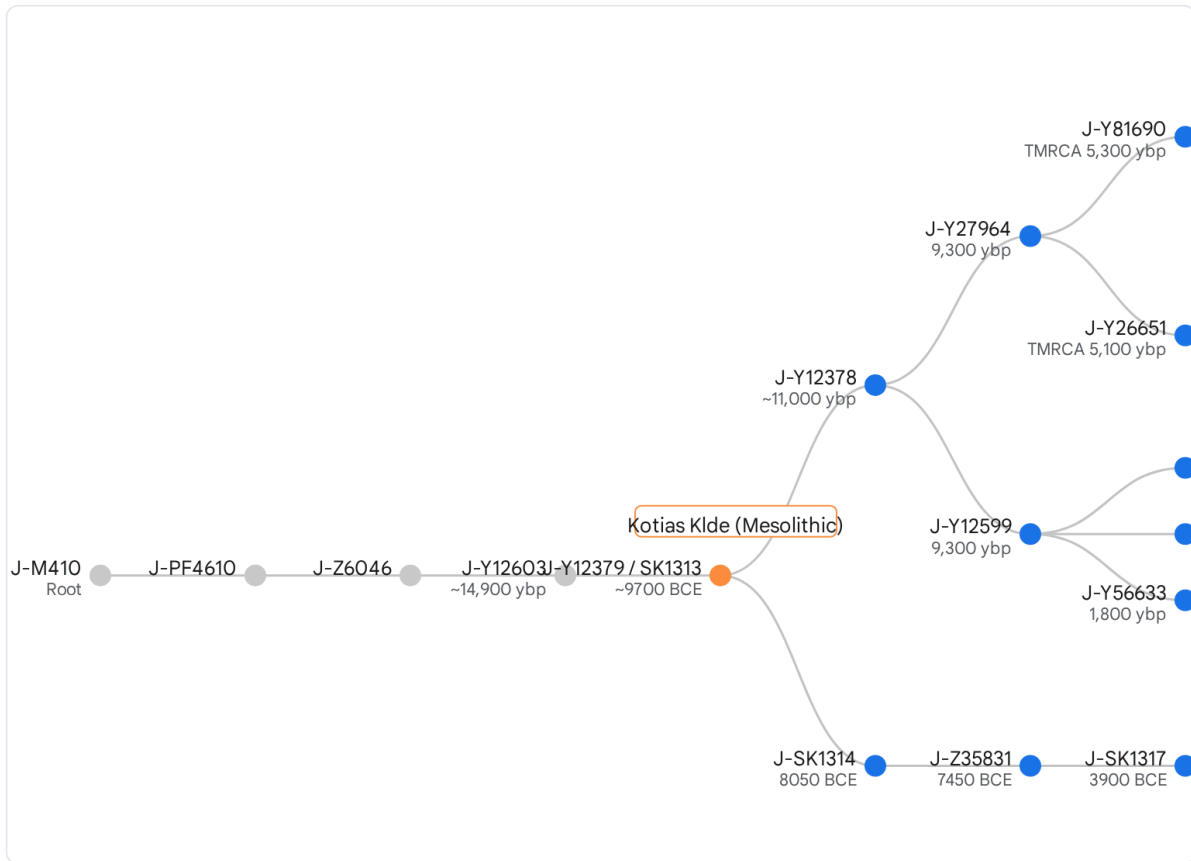 J-Y81690
TMRCA 5,300 ybp
J-Y27964
9,300 ybp
J-Y26651
TMRCA 5,100 ybp
J-Y12378
~11,000 ybp
Kotias Klde (Mesolithic)
J-Y12599
9,300 ybp
J-M410
Root
J-PF4610
J-Z6046
J-Y12603
~14,900 ybp
J-Y12379 / SK1313
~9700 BCE
J-Y56633
1,800 ybp
J-SK1314
8050 BCE
J-Z35831
7450 BCE
J-SK1317
3900 BCE